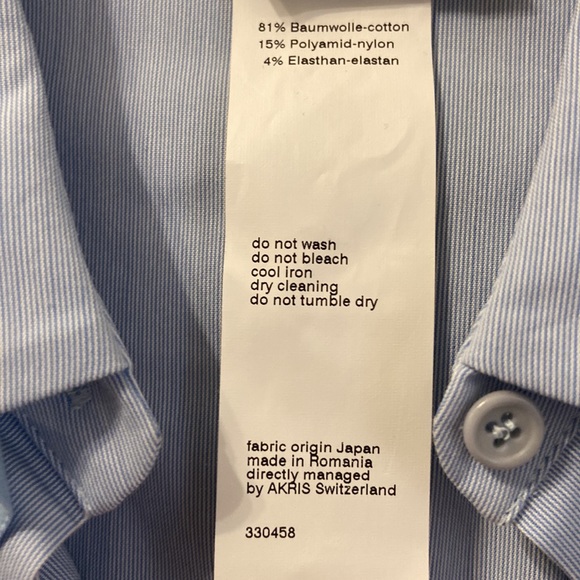 81% Baumwolle-cotton
15% Polyamid-nylon
4% Elasthan-elastan
do not wash
do not bleach
cool iron
dry cleaning
do not tumble dry
fabric origin Japan
made in Romania
directly managed
by AKRIS Switzerland
330458